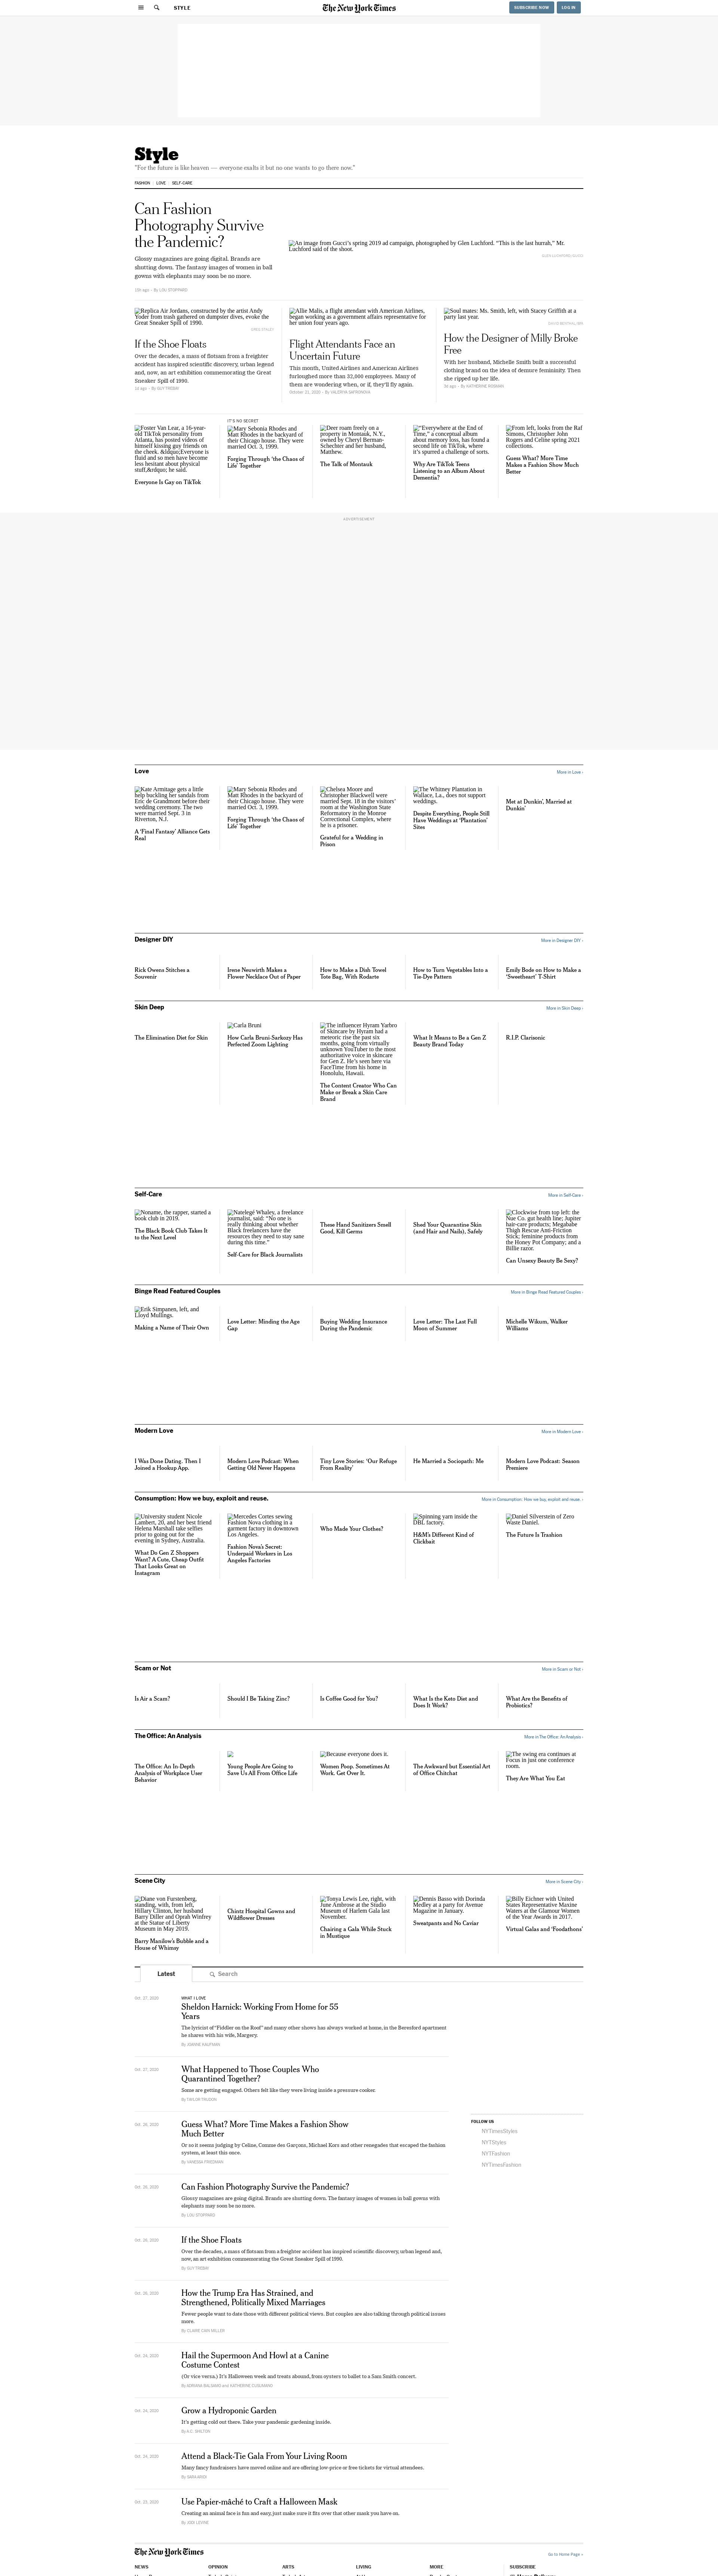 STYLE
The New York Times
SUBSCRIBE NOW
LOG IN
Style
"For the future is like heaven — everyone exalts it but no one wants to go there now."
FASHION
LOVE
SELF-CARE
Can Fashion
Photography Survive
the Pandemic?
Glossy magazines are going digital. Brands are
shutting down. The fantasy images of women in ball
gowns with elephants may soon be no more.
By LOU STOPPARD
An image from Gucci's spring 2019 ad campaign, photographed by Glen Luchford. "This is the last hurrah," Mr.
Luchford said of the shoot.
Replica Air Jordans, constructed by the artist Andy
Yoder from trash gathered on dumpster dives, evoke the
Great Sneaker Spill of 1990.
If the Shoe Floats
Over the decades, a mass of flotsam from a freighter
accident has inspired scientific discovery, urban legend
and, now, an art exhibition commemorating the Great
Sneaker Spill of 1990.
By GUY TREBAY
Allie Malis, a flight attendant with American Airlines,
began working as a government affairs representative for
her union four years ago.
Flight Attendants Face an
Uncertain Future
This month, United Airlines and American Airlines
furloughed more than 32,000 employees. Many of
them are wondering when, or if, they'll fly again.
October 21, 2020 - By VALERIYA SAFRONOVA
Soul mates: Ms. Smith, left, with Stacey Griffith at a
party last year.
How the Designer of Milly Broke
Free
With her husband, Michelle Smith built a successful
clothing brand on the idea of demure femininity. Then
she ripped up her life.
By KATHERINE ROSMAN
Foster Van Lear, a 16-year-
old TikTok personality from
Atlanta, has posted videos of
himself kissing guy friends on
the cheek. &ldquo;Everyone is
fluid and so men have become
less hesitant about physical
stuff,&rdquo; he said.
Everyone Is Gay on TikTok
IT'S NO SECRET
Mary Sebonia Rhodes and
Matt Rhodes in the backyard of
their Chicago house. They were
married Oct. 3, 1999.
Forging Through 'the Chaos of
Life' Together
Deer roam freely on a
property in Montauk, N.Y.,
owned by Cheryl Berman-
Schechter and her husband,
Matthew.
The Talk of Montauk
"Everywhere at the End of
Time," a conceptual album
about memory loss, has found a
second life on TikTok, where
it's spurred a challenge of sorts.
Why Are TikTok Teens
Listening to an Album About
Dementia?
From left, looks from the Raf
Simons, Christopher John
Rogers and Celine spring 2021
collections.
Guess What? More Time
Makes a Fashion Show Much
Better
ADVERTISEMENT
Love
More in Love ›
Kate Armitage gets a little
help buckling her sandals from
Eric de Grandmont before their
wedding ceremony. The two
were married Sept. 3 in
Riverton, N.J.
A 'Final Fantasy' Alliance Gets
Real
Mary Sebonia Rhodes and
Matt Rhodes in the backyard of
their Chicago house. They were
married Oct. 3, 1999.
Forging Through 'the Chaos of
Life' Together
Chelsea Moore and
Christopher Blackwell were
married Sept. 18 in the visitors'
room at the Washington State
Reformatory in the Monroe
Correctional Complex, where
he is a prisoner.
Grateful for a Wedding in
Prison
The Whitney Plantation in
Wallace, La., does not support
weddings.
Despite Everything, People Still
Have Weddings at 'Plantation'
Sites
Met at Dunkin', Married at
Dunkin'
Designer DIY
More in Designer DIY ›
Rick Owens Stitches a
Souvenir
Irene Neuwirth Makes a
Flower Necklace Out of Paper
How to Make a Dish Towel
Tote Bag, With Rodarte
How to Turn Vegetables Into a
Tie-Dye Pattern
Emily Bode on How to Make a
'Sweetheart' T-Shirt
Skin Deep
More in Skin Deep ›
The Elimination Diet for Skin
Carla Bruni
How Carla Bruni-Sarkozy Has
Perfected Zoom Lighting
The influencer Hyram Yarbro
of Skincare by Hyram had a
meteoric rise the past six
months, going from virtually
unknown YouTuber to the most
authoritative voice in skincare
for Gen Z. He's seen here via
FaceTime from his home in
Honolulu, Hawaii.
The Content Creator Who Can
Make or Break a Skin Care
Brand
What It Means to Be a Gen Z
Beauty Brand Today
R.I.P. Clarisonic
Self-Care
More in Self-Care ›
Noname, the rapper, started a
book club in 2019.
The Black Book Club Takes It
to the Next Level
Natelegé Whaley, a freelance
journalist, said: "No one is
really thinking about whether
Black freelancers have the
resources they need to stay sane
during this time."
Self-Care for Black Journalists
These Hand Sanitizers Smell
Good, Kill Germs
Shed Your Quarantine Skin
(and Hair and Nails), Safely
Clockwise from top left: the
Nue Co. gut health line; Jupiter
hair-care products; Megababe
Thigh Rescue Anti-Friction
Stick; feminine products from
the Honey Pot Company; and a
Billie razor.
Can Unsexy Beauty Be Sexy?
Binge Read Featured Couples
More in Binge Read Featured Couples ›
Erik Simpanen, left, and
Lloyd Mullings.
Making a Name of Their Own
Love Letter: Minding the Age
Gap
Buying Wedding Insurance
During the Pandemic
Love Letter: The Last Full
Moon of Summer
Michelle Wikum, Walker
Williams
Modern Love
More in Modern Love ›
I Was Done Dating. Then I
Joined a Hookup App.
Modern Love Podcast: When
Getting Old Never Happens
Tiny Love Stories: 'Our Refuge
From Reality'
He Married a Sociopath: Me
Modern Love Podcast: Season
Premiere
Consumption: How we buy, exploit and reuse.
More in Consumption: How we buy, exploit and reuse. ›
University student Nicole
Lambert, 20, and her best friend
Helena Marshall take selfies
prior to going out for the
evening in Sydney, Australia.
What Do Gen Z Shoppers
Want? A Cute, Cheap Outfit
That Looks Great on
Instagram
Mercedes Cortes sewing
Fashion Nova clothing in a
garment factory in downtown
Los Angeles.
Fashion Nova's Secret:
Underpaid Workers in Los
Angeles Factories
Who Made Your Clothes?
Spinning yarn inside the
DBL factory.
H&M's Different Kind of
Clickbait
Daniel Silverstein of Zero
Waste Daniel.
The Future Is Trashion
Scam or Not
More in Scam or Not ›
Is Air a Scam?
Should I Be Taking Zinc?
Is Coffee Good for You?
What Is the Keto Diet and
Does It Work?
What Are the Benefits of
Probiotics?
The Office: An Analysis
More in The Office: An Analysis ›
The Office: An In-Depth
Analysis of Workplace User
Behavior
Young People Are Going to
Save Us All From Office Life
Because everyone does it.
Women Poop. Sometimes At
Work. Get Over It.
The Awkward but Essential Art
of Office Chitchat
The swing era continues at
Focus in just one conference
room.
They Are What You Eat
Scene City
More in Scene City ›
Diane von Furstenberg,
standing, with, from left,
Hillary Clinton, her husband
Barry Diller and Oprah Winfrey
at the Statue of Liberty
Museum in May 2019.
Barry Manilow's Bubble and a
House of Whimsy
Chintz Hospital Gowns and
Wildflower Dresses
Tonya Lewis Lee, right, with
June Ambrose at the Studio
Museum of Harlem Gala last
November.
Chairing a Gala While Stuck
in Mustique
Dennis Basso with Dorinda
Medley at a party for Avenue
Magazine in January.
Sweatpants and No Caviar
Billy Eichner with United
States Representative Maxine
Waters at the Glamour Women
of the Year Awards in 2017.
Virtual Galas and 'Foodathons'
Latest
Search
Oct. 27, 2020
WHAT I LOVE
Sheldon Harnick: Working From Home for 55
Years
The lyricist of "Fiddler on the Roof" and many other shows has always worked at home, in the Beresford apartment
he shares with his wife, Margery.
By JOANNE KAUFMAN
Oct. 27, 2020
What Happened to Those Couples Who
Quarantined Together?
Some are getting engaged. Others felt like they were living inside a pressure cooker.
By TAYLOR TRUDON
Oct. 26, 2020
Guess What? More Time Makes a Fashion Show
Much Better
Or so it seems judging by Celine, Comme des Garçons, Michael Kors and other renegades that escaped the fashion
system, at least this once.
By VANESSA FRIEDMAN
FOLLOW US
NYTimesStyles
NYTStyles
NYTFashion
NYTimesFashion
Oct. 26, 2020
Can Fashion Photography Survive the Pandemic?
Glossy magazines are going digital. Brands are shutting down. The fantasy images of women in ball gowns with
elephants may soon be no more.
By LOU STOPPARD
Oct. 26, 2020
If the Shoe Floats
Over the decades, a mass of flotsam from a freighter accident has inspired scientific discovery, urban legend and,
now, an art exhibition commemorating the Great Sneaker Spill of 1990.
By GUY TREBAY
Oct. 26, 2020
How the Trump Era Has Strained, and
Strengthened, Politically Mixed Marriages
Fewer people want to date those with different political views. But couples are also talking through political issues
more.
By CLAIRE CAIN MILLER
Oct. 24, 2020
Hail the Supermoon And Howl at a Canine
Costume Contest
(Or vice versa.) It's Halloween week and treats abound, from oysters to ballet to a Sam Smith concert.
By ADRIANA BALSAMO and KATHERINE CUSUMANO
Oct. 24, 2020
Grow a Hydroponic Garden
It's getting cold out there. Take your pandemic gardening inside.
By A.C. SHILTON
Oct. 24, 2020
Attend a Black-Tie Gala From Your Living Room
Many fancy fundraisers have moved online and are offering low-price or free tickets for virtual attendees.
By SARA ARIDI
Oct. 23, 2020
Use Papier-mâché to Craft a Halloween Mask
Creating an animal face is fun and easy, just make sure it fits over that other mask you have on.
By JODI LEVINE
The New York Times
Go to Home Page »
NEWS
OPINION
ARTS
LIVING
MORE
SUBSCRIBE